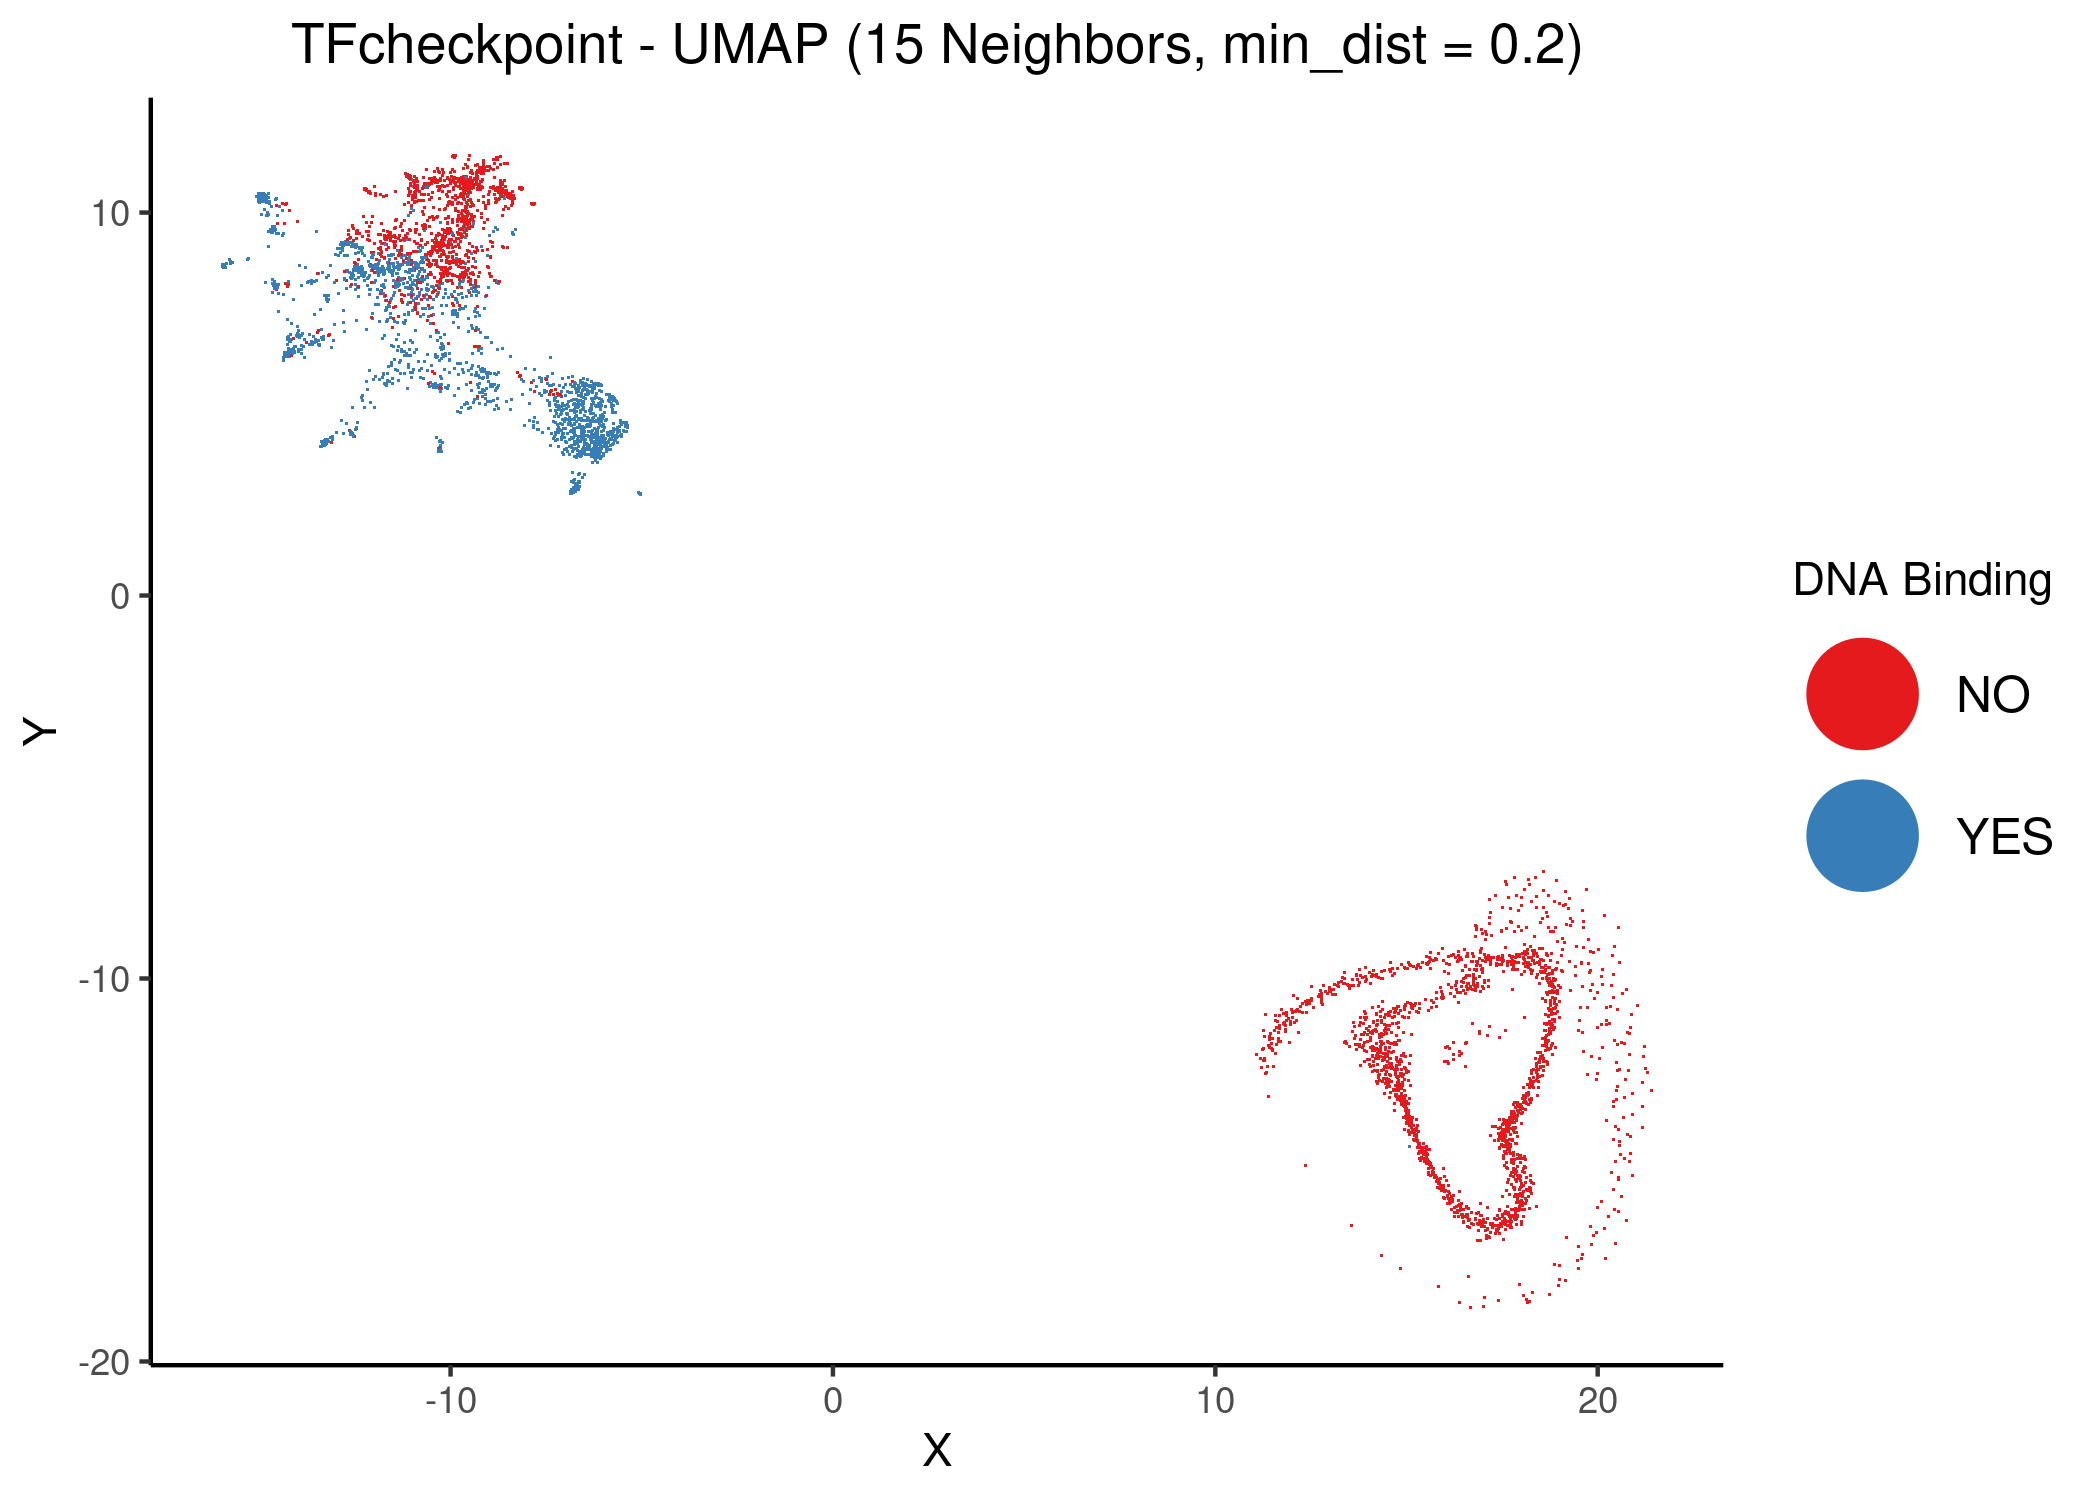 TFcheckpoint - UMAP (15 Neighbors, min_dist = 0.2)
10
0
-10
-20
Y
-10
0
10
20
X
DNA Binding
NO
YES